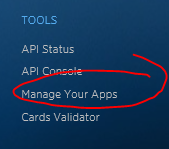 TOOLS
API Status
API Console
Manage Your Apps
Cards Validator